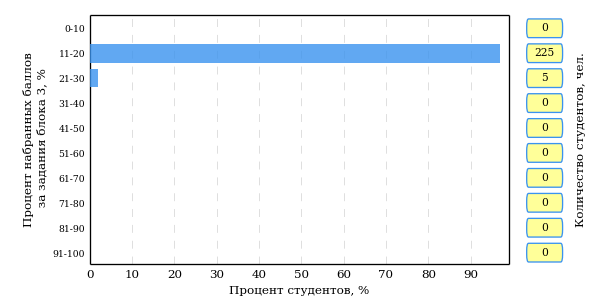 Процент набранных баллов
за задания блока 3, %
0-10 0
11-20 225
21-30 5
31-40 0
41-50 0
51-60 0
61-70 0
71-80 0
81-90 0
91-100 0
Количество студентов, чел.
0 10 20 30 40 50 60 70 80 90
Процент студентов, %